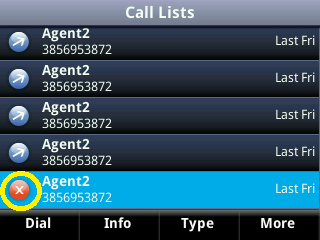 Call Lists
Agent2
3856953872
Last Fri
Agent2
3856953872
Last Fri
Agent2
3856953872
Last Fri
Agent2
3856953872
Last Fri
Agent2
3856953872
Last Fri
Dial Info Type More